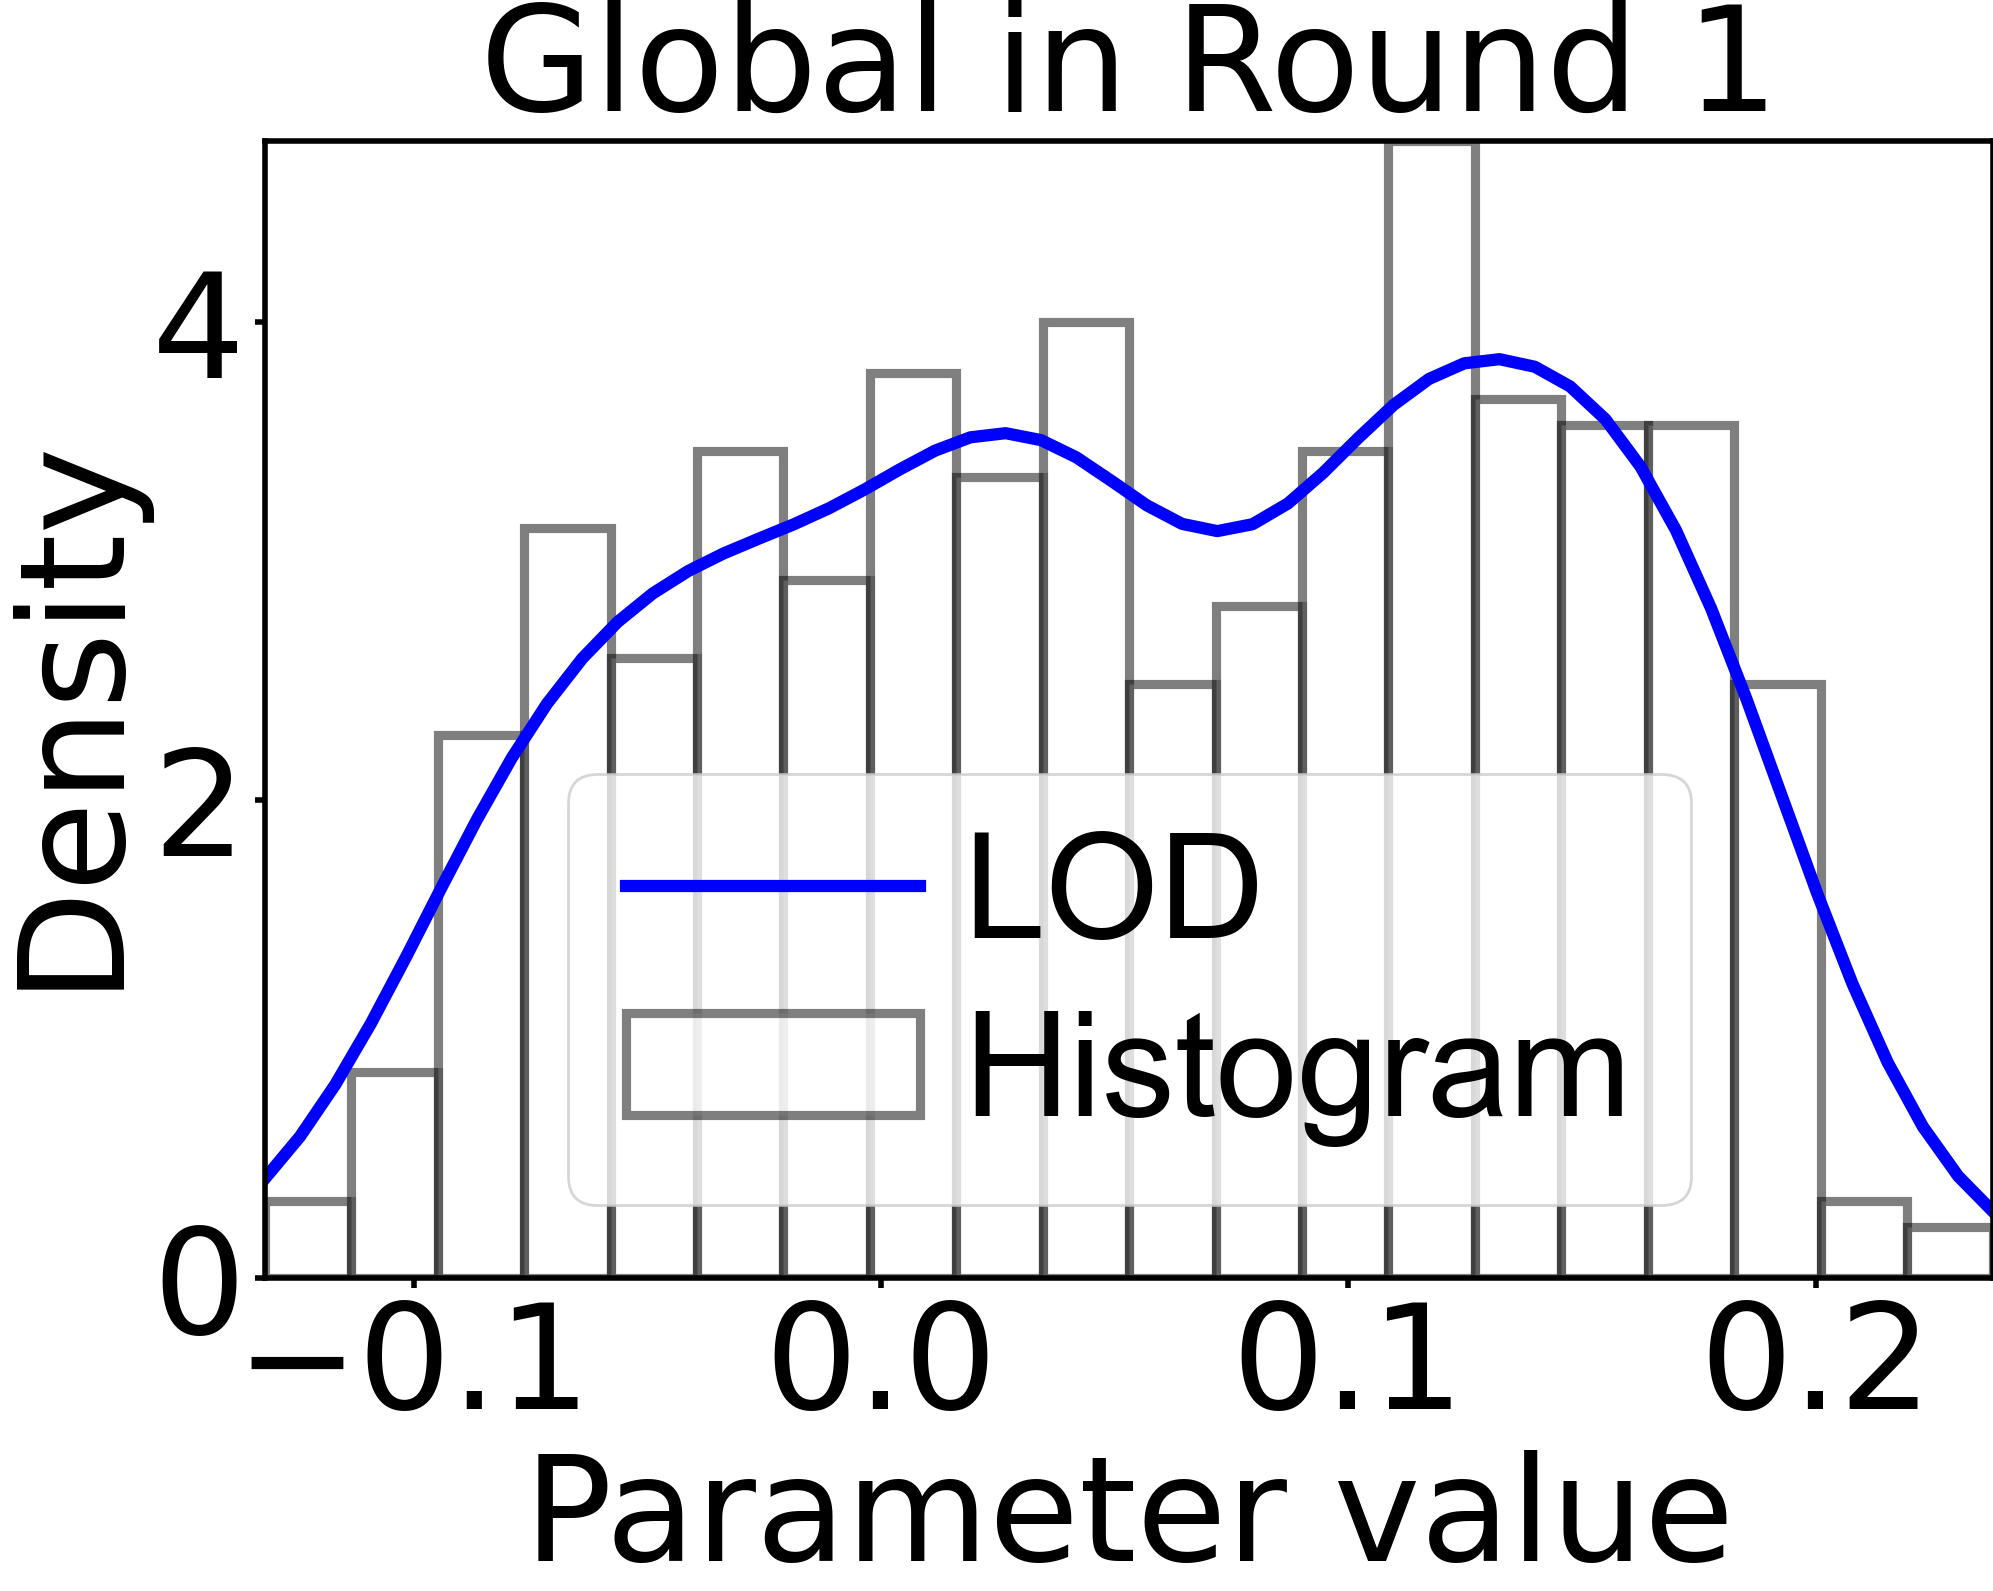 Global in Round 1
Density
4
2
0
LOD
Histogram
−0.1 0.0 0.1 0.2
Parameter value